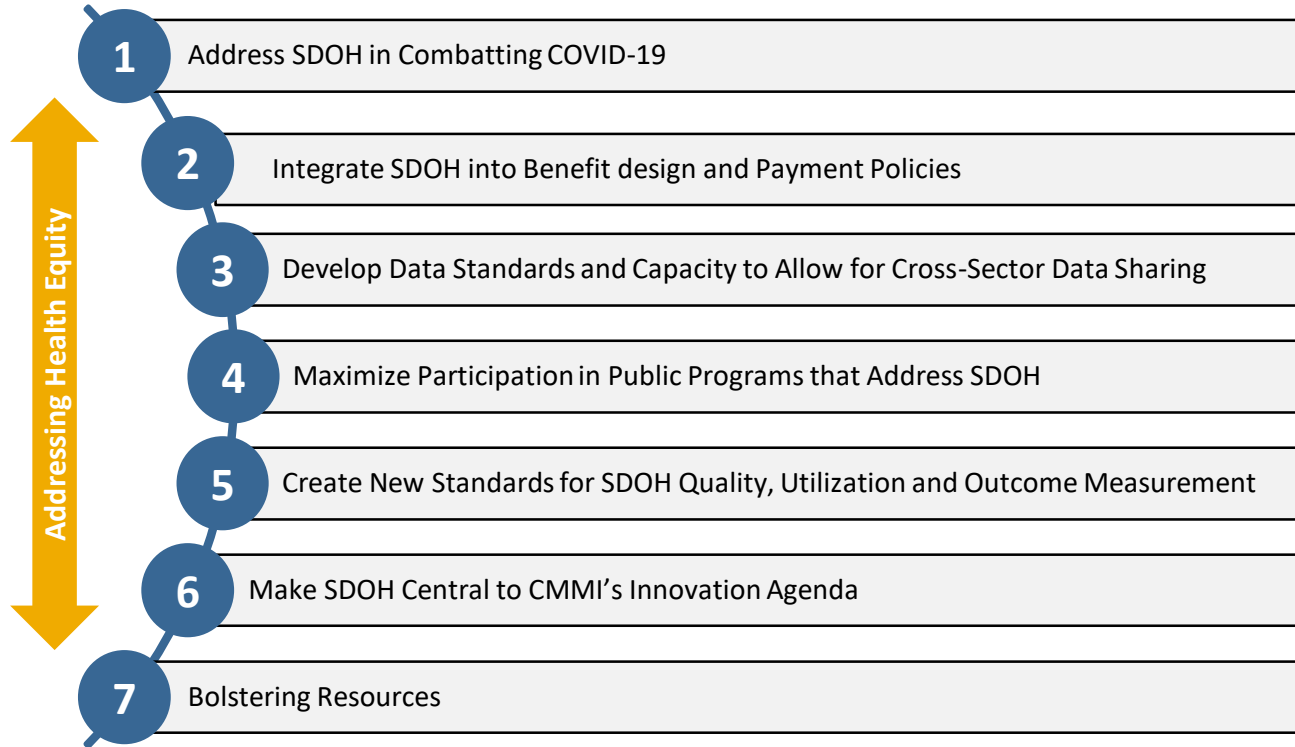 1
Address SDOH in Combatting COVID-19
2
Integrate SDOH into Benefit design and Payment Policies
3
Develop Data Standards and Capacity to Allow for Cross-Sector Data Sharing
4
Maximize Participation in Public Programs that Address SDOH
5
Create New Standards for SDOH Quality, Utilization and Outcome Measurement
6
Make SDOH Central to CMMI’s Innovation Agenda
7
Bolstering Resources
Addressing Health Equity